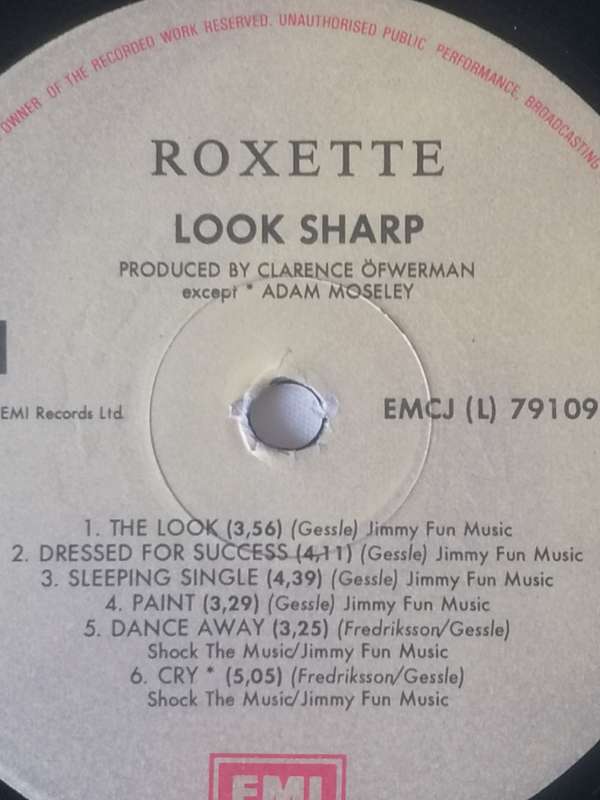 OWNER OF THE RECORDED WORK RESERVED. UNAUTHORISED PUBLIC PERFORMANCE, BROADCASTING
ROXETTE
LOOK SHARP
PRODUCED BY CLARENCE ÖFWERMAN
except * ADAM MOSELEY
EMI Records Ltd
EMCJ (L) 79109
1. THE LOOK (3,56) (Gessle) Jimmy Fun Music
2. DRESSED FOR SUCCESS (4,11) (Gessle) Jimmy Fun Music
3. SLEEPING SINGLE (4,39) (Gessle) Jimmy Fun Music
4. PAINT (3,29) (Gessle) Jimmy Fun Music
5. DANCE AWAY (3,25) (Fredriksson/Gessle)
Shock The Music/Jimmy Fun Music
6. CRY * (5,05) (Fredriksson/Gessle)
Shock The Music/Jimmy Fun Music
EMI